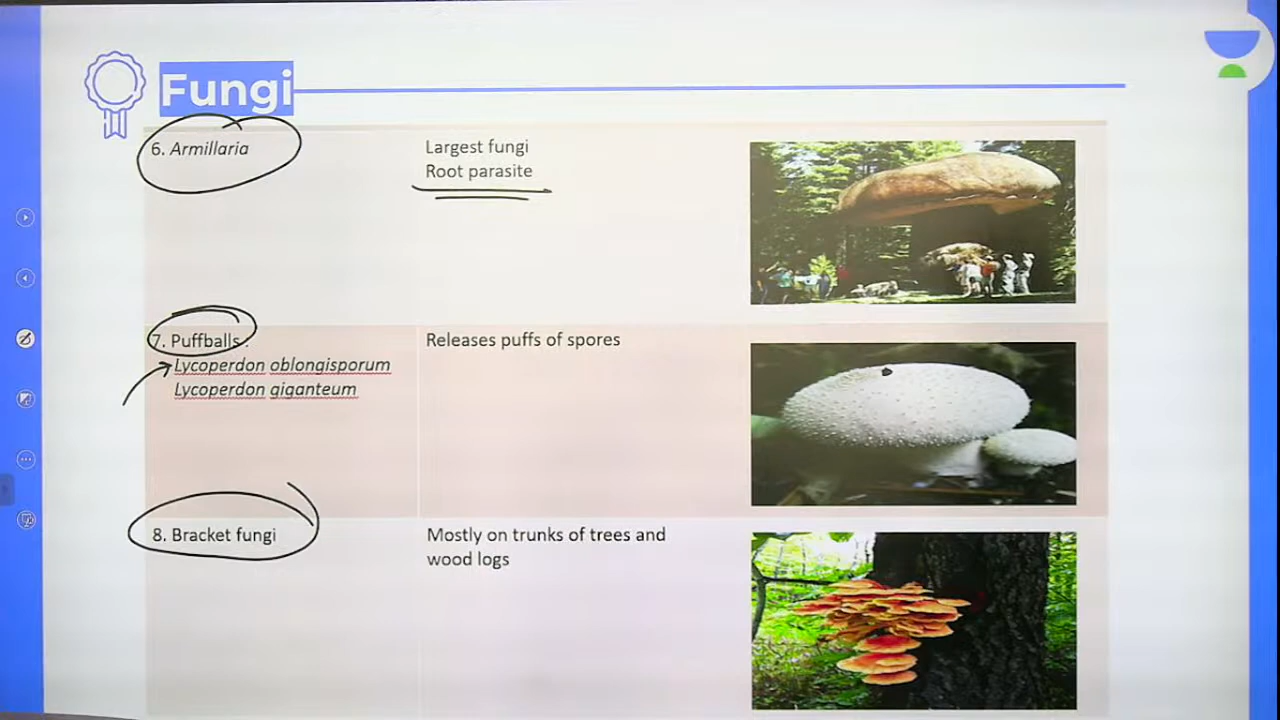 Fungi
6. Armillaria
Largest fungi
Root parasite
7. Puffballs :
Lycoperdon oblongisporum
Lycoperdon giganteum
Releases puffs of spores
8. Bracket fungi
Mostly on trunks of trees and
wood logs